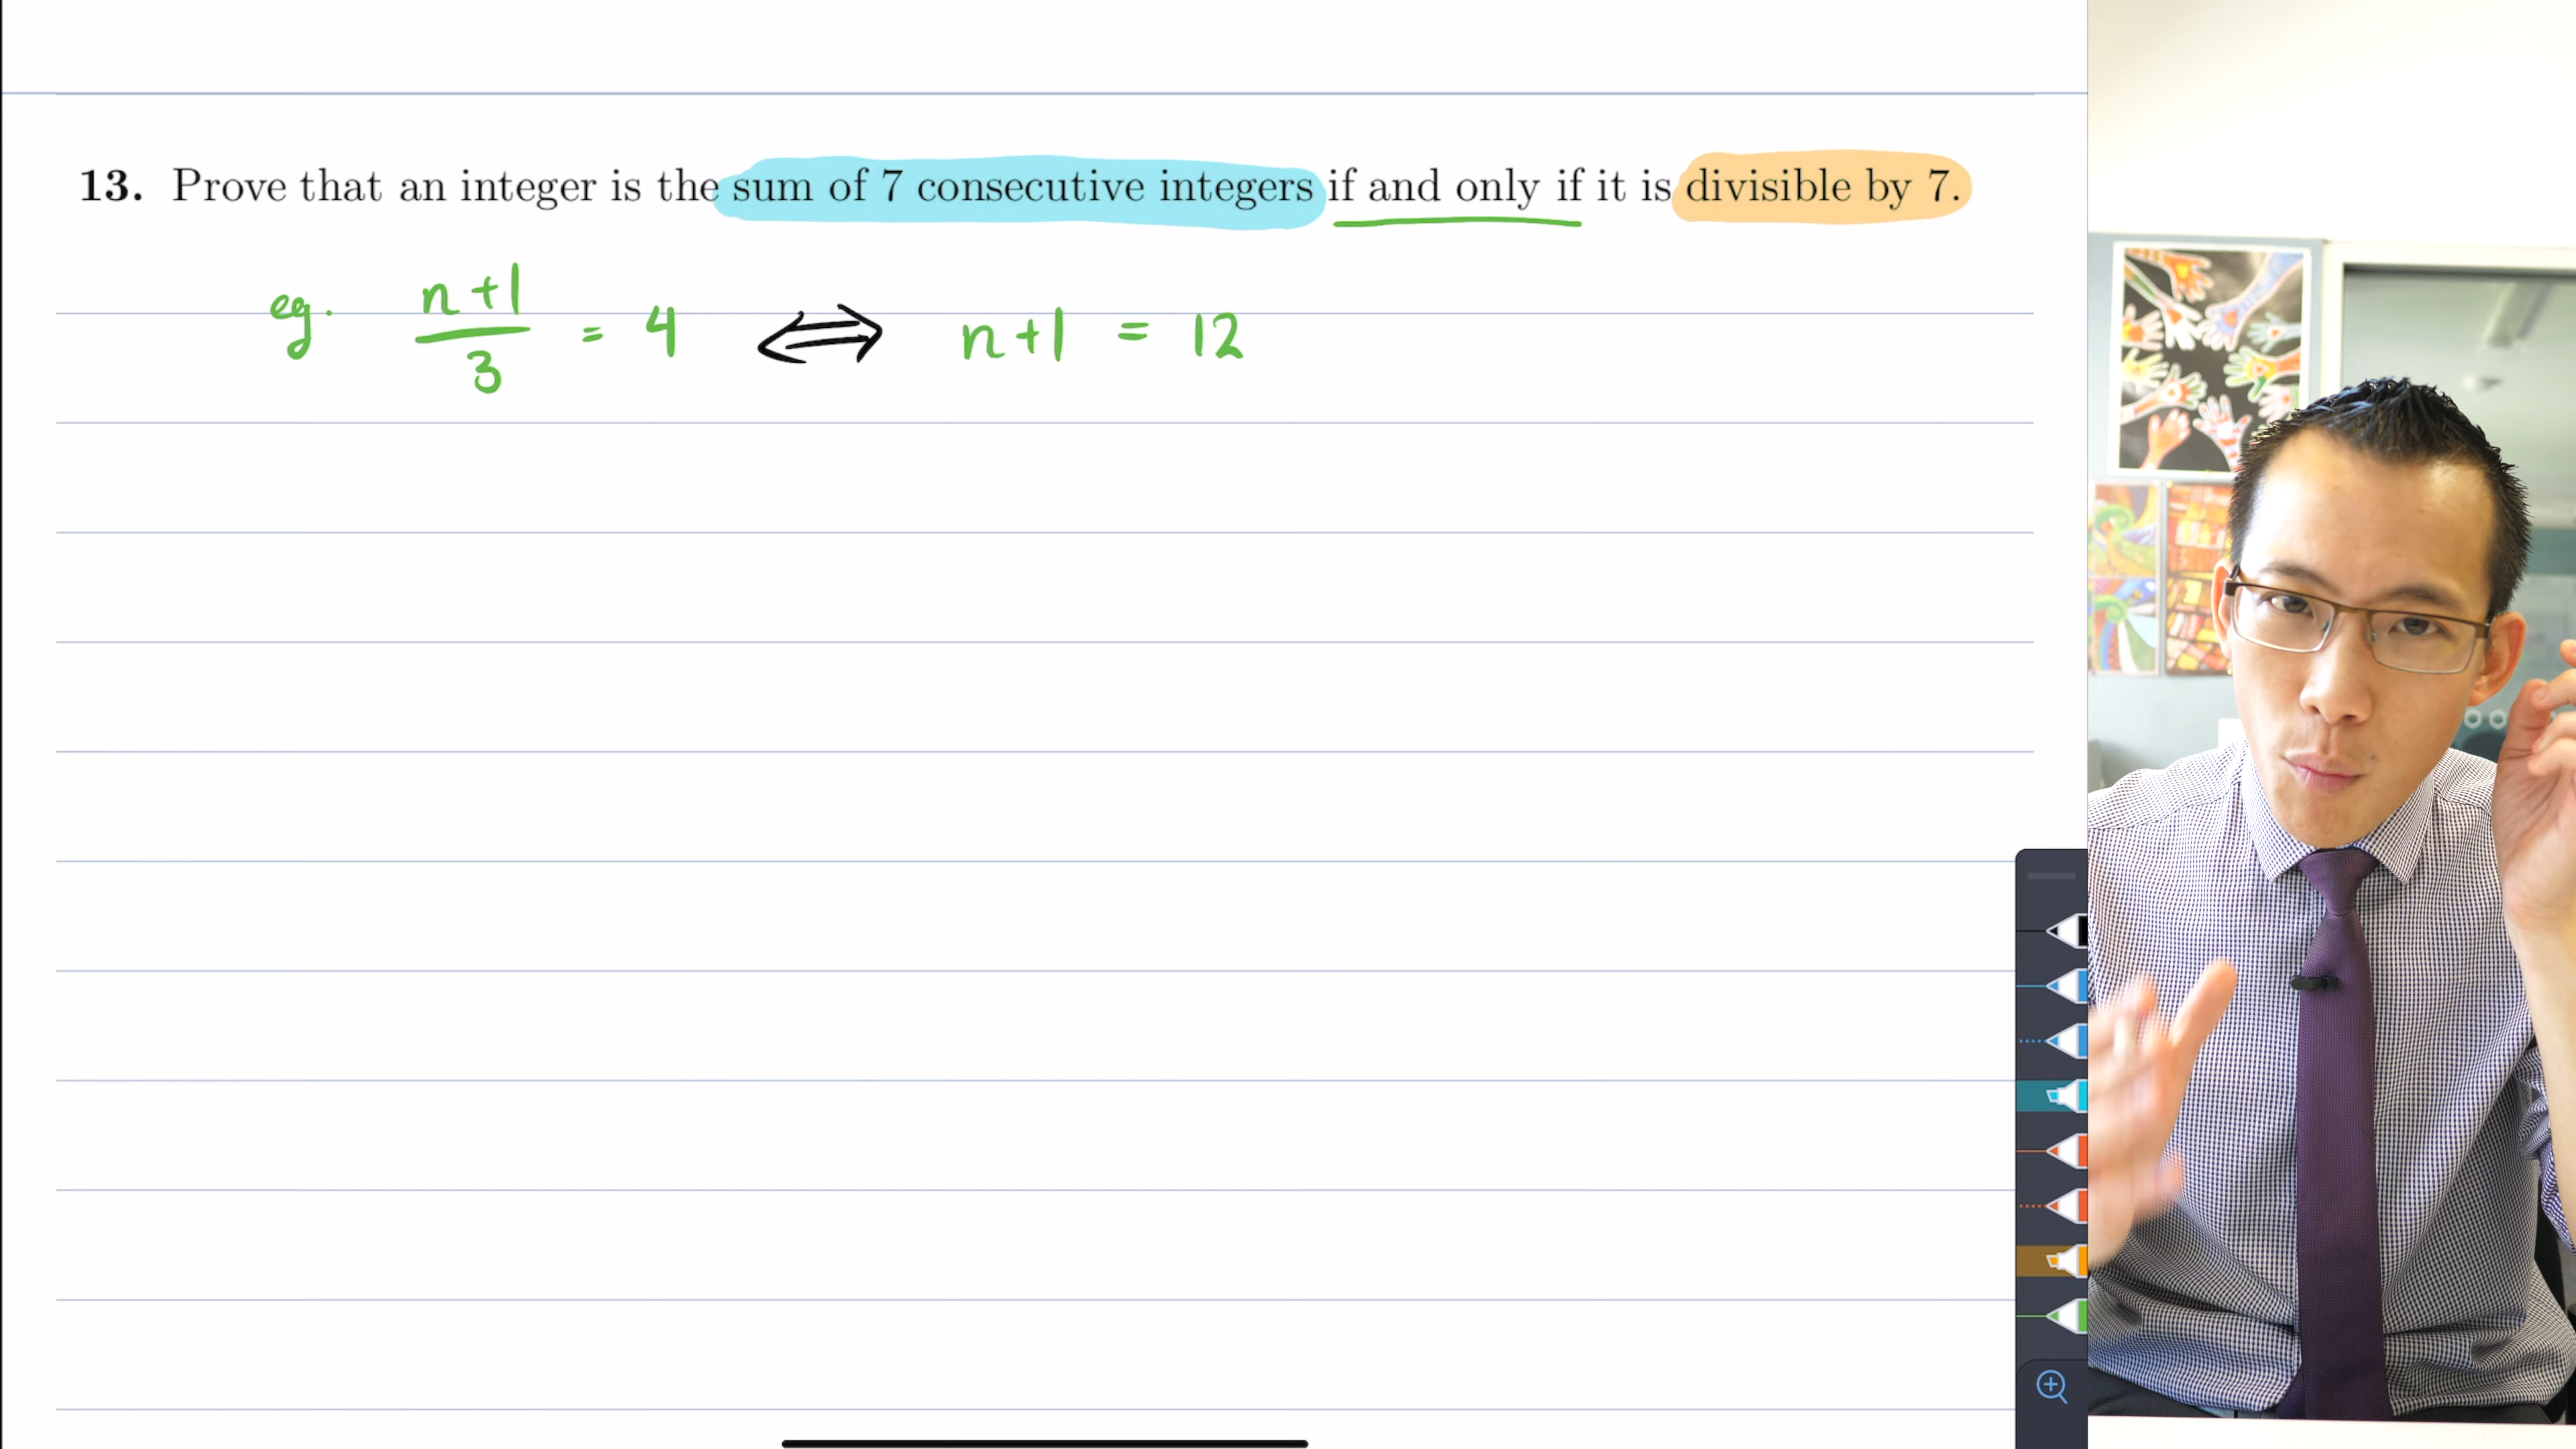 13. Prove that an integer is the sum of 7 consecutive integers if and only if it is divisible by 7.
eg. n+1/3 = 4 ⟺ n+1 = 12